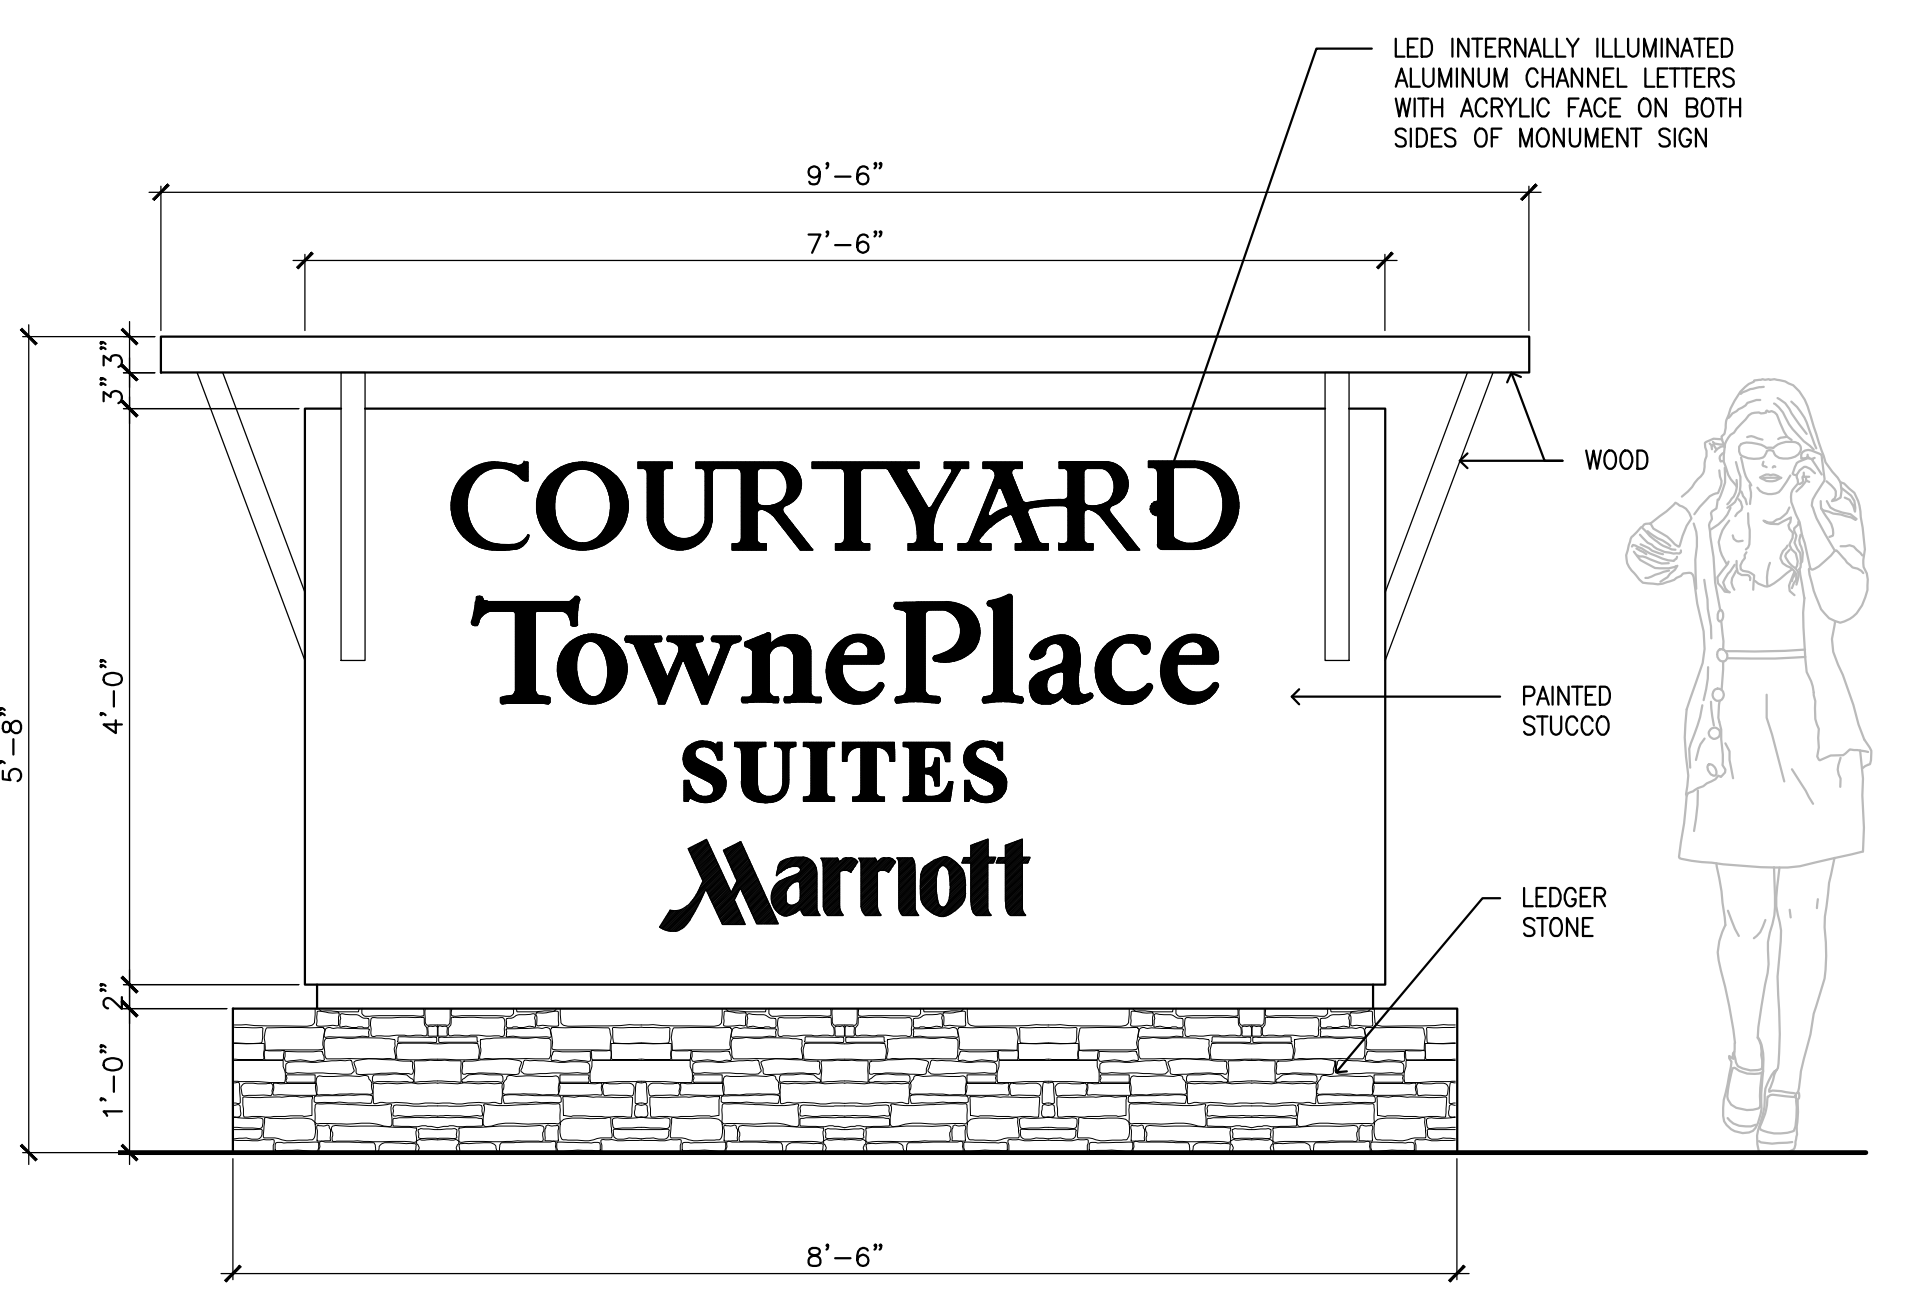 LED INTERNALLY ILLUMINATED
ALUMINUM CHANNEL LETTERS
WITH ACRYLIC FACE ON BOTH
SIDES OF MONUMENT SIGN
9'-6"
7'-6"
3"
3"
COURTYARD
WOOD
TownePlace
4'-0"
PAINTED
STUCCO
5'-8"
SUITES
Marriott
LEDGER
STONE
2"
1'-0"
8'-6"